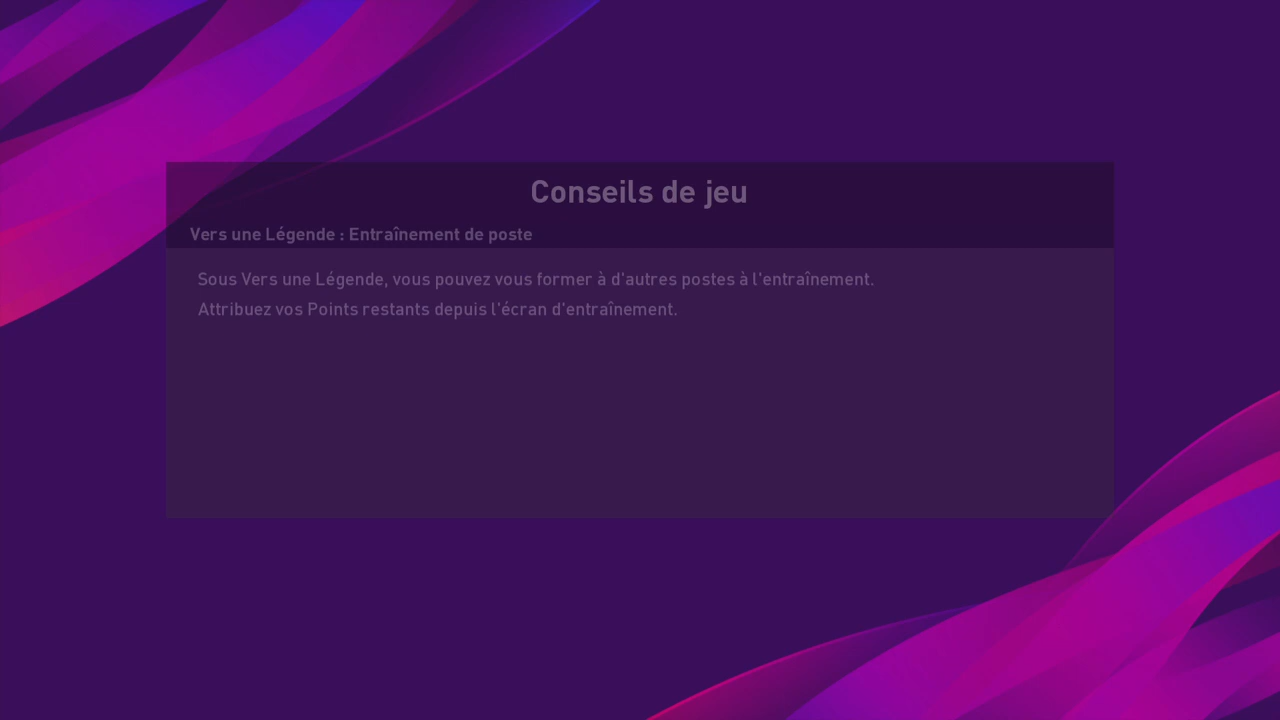 Conseils de jeu
Vers une Légende : Entraînement de poste
Sous Vers une Légende, vous pouvez vous former à d'autres postes à l'entraînement.
Attribuez vos Points restants depuis l'écran d'entraînement.